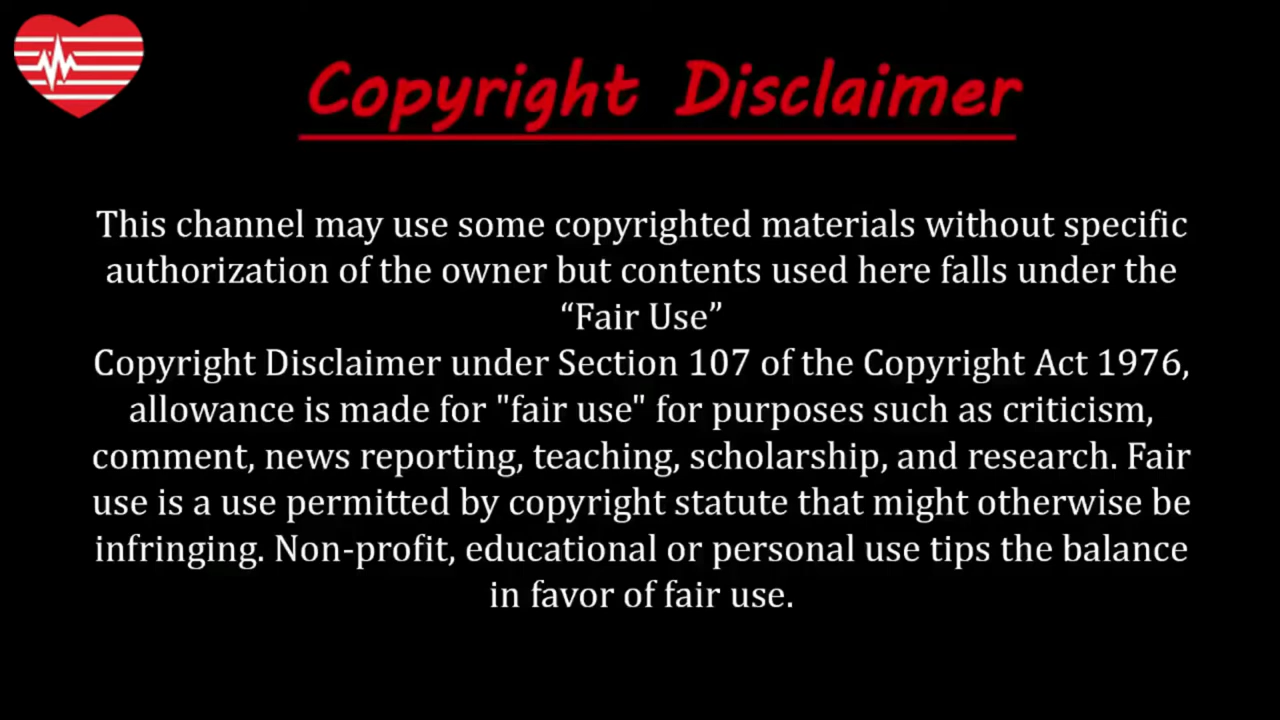 Copyright Disclaimer
This channel may use some copyrighted materials without specific
authorization of the owner but contents used here falls under the
“Fair Use”
Copyright Disclaimer under Section 107 of the Copyright Act 1976,
allowance is made for "fair use" for purposes such as criticism,
comment, news reporting, teaching, scholarship, and research. Fair
use is a use permitted by copyright statute that might otherwise be
infringing. Non-profit, educational or personal use tips the balance
in favor of fair use.